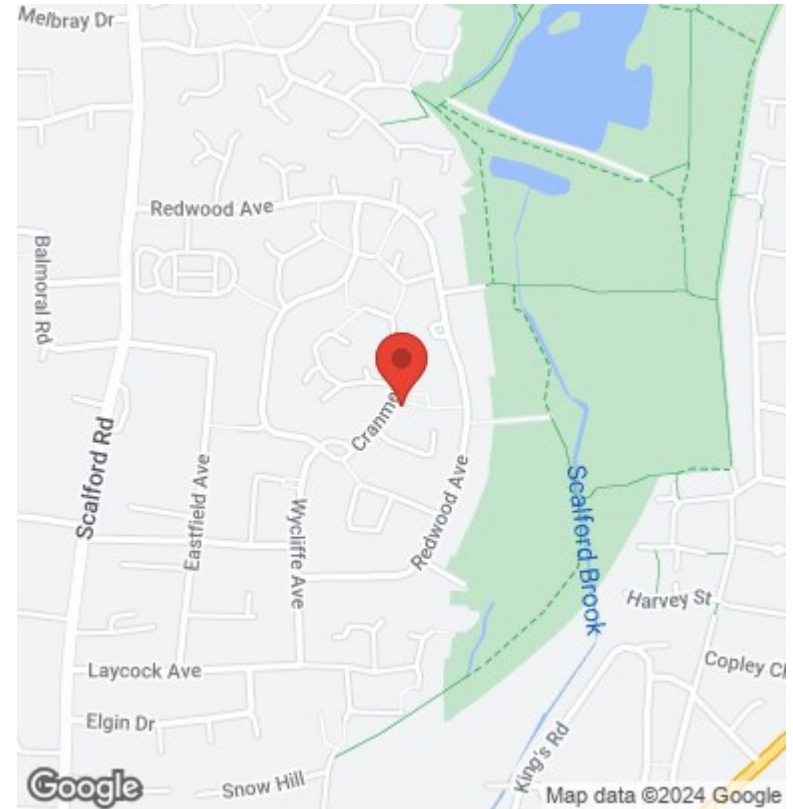 Melbray Dr
Redwood Ave
Balmoral Rd
Scalford Rd
Eastfield Ave
Cranme
Wycliffe Ave
Redwood Ave
Scalford Brook
Harvey St
Laycock Ave
Copley Cl
Elgin Dr
King's Rd
Snow Hill
Google
Map data ©2024 Google